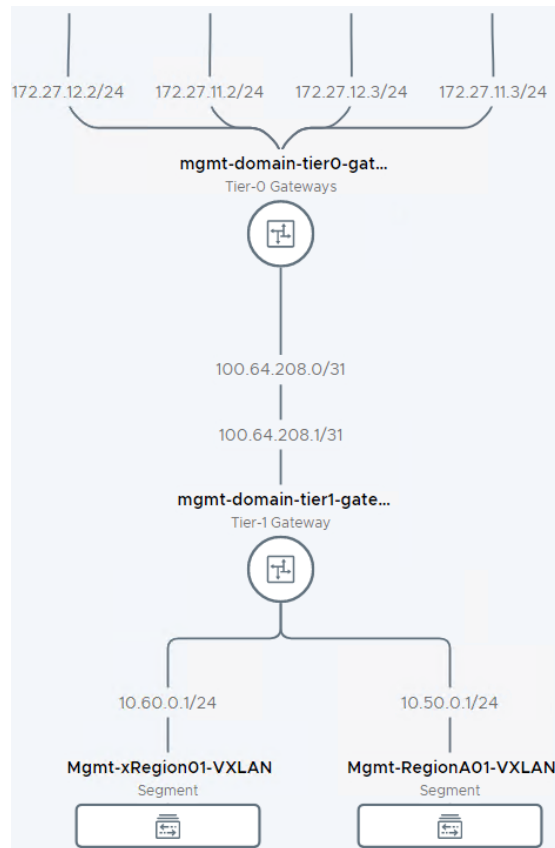 172.27.12.2/24 172.27.11.2/24 172.27.12.3/24 172.27.11.3/24
mgmt-domain-tier0-gat...
Tier-0 Gateways
100.64.208.0/31
100.64.208.1/31
mgmt-domain-tier1-gate...
Tier-1 Gateway
10.60.0.1/24 10.50.0.1/24
Mgmt-xRegion01-VXLAN Mgmt-RegionA01-VXLAN
Segment Segment